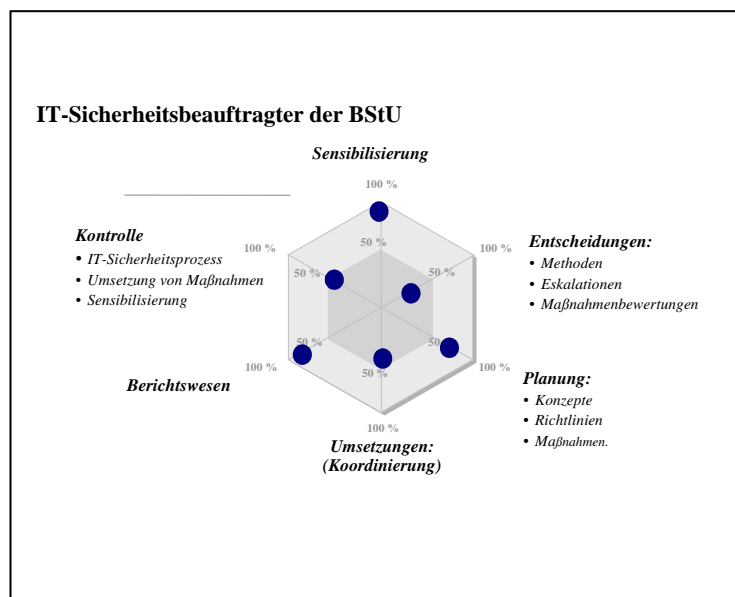 IT-Sicherheitsbeauftragter der BStU
Sensibilisierung
100 %
50 %
Kontrolle
• IT-Sicherheitsprozess
• Umsetzung von Maßnahmen
• Sensibilisierung
100 %
50 %
Entscheidungen:
• Methoden
• Eskalationen
• Maßnahmenbewertungen
100 %
50 %
Berichtswesen
50 %
100 %
Planung:
• Konzepte
• Richtlinien
• Maßnahmen.
50
100 %
50 %
100 %
Umsetzungen:
(Koordinierung)